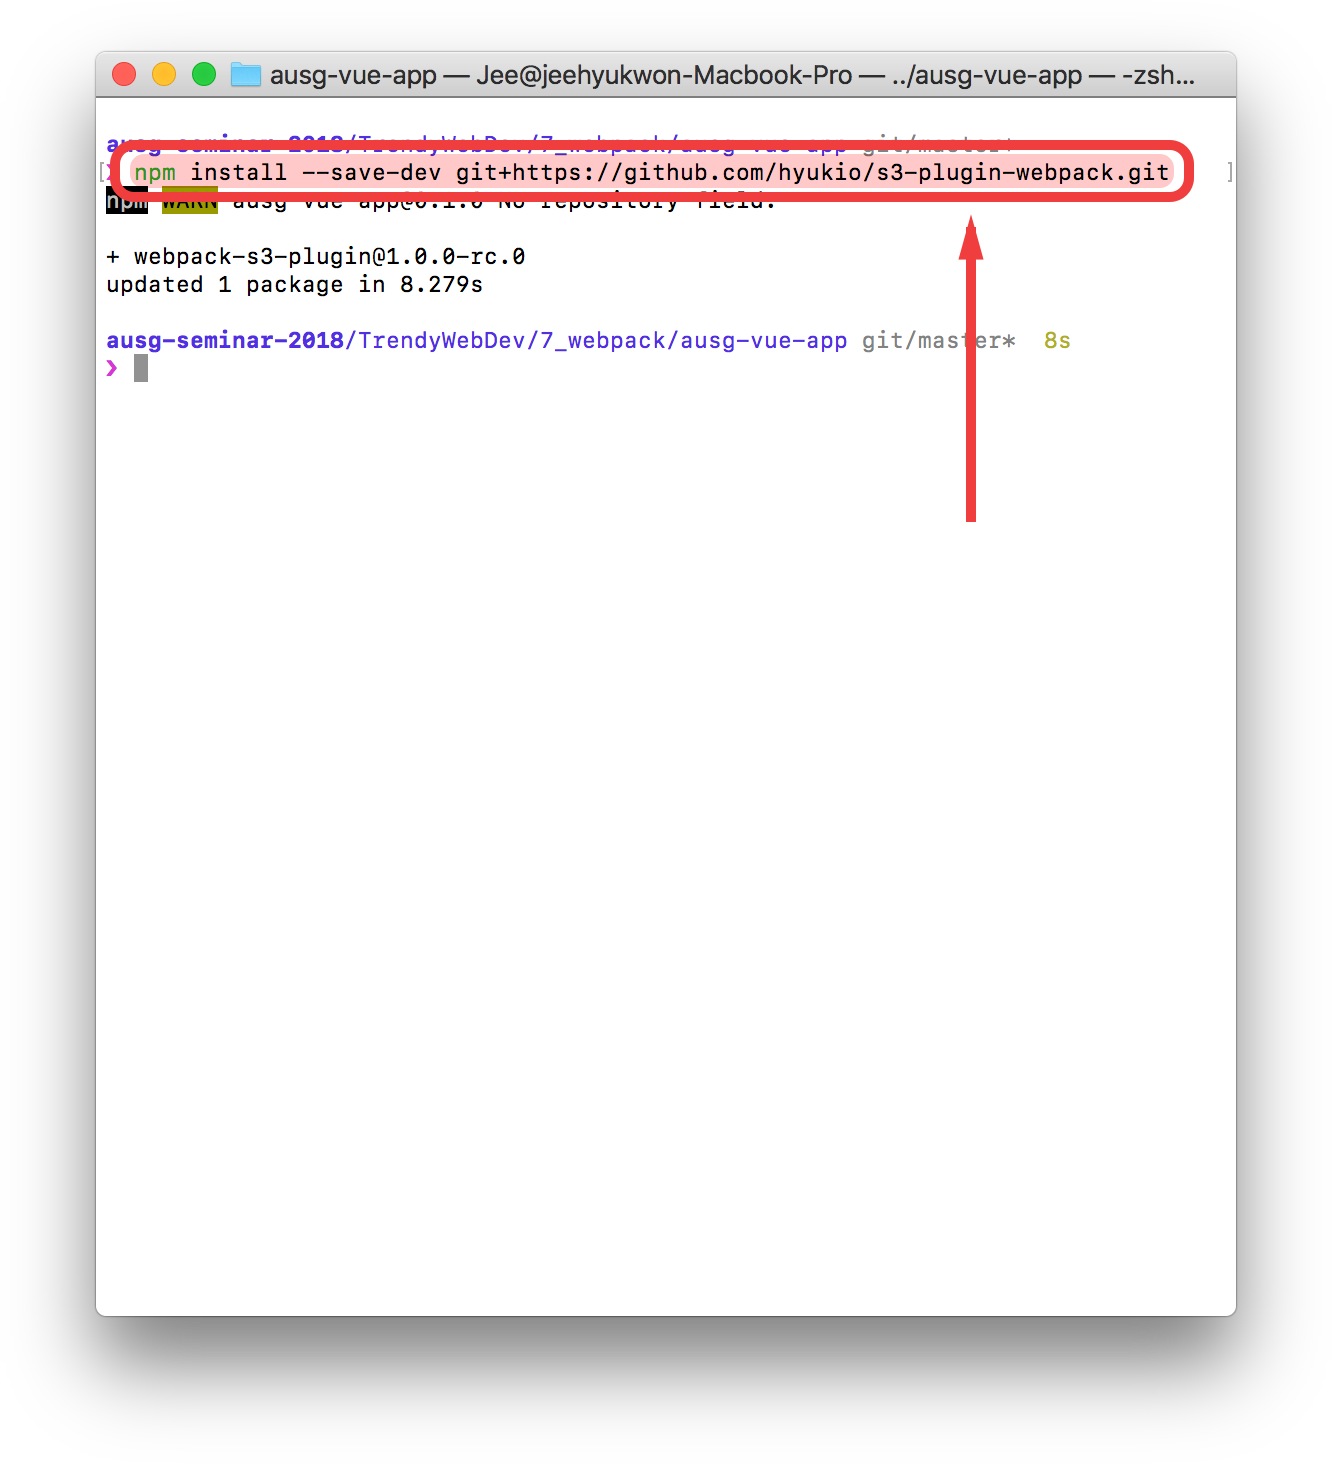 ausg-vue-app — Jee@jeehyukwon-Macbook-Pro — ../ausg-vue-app — -zsh...
ausg-seminar-2018/TrendyWebDev/7_webpack/ausg-vue-app git/master*
[❯ npm install --save-dev git+https://github.com/hyukio/s3-plugin-webpack.git ]
npm WARN ausg-vue-app@0.1.0 No repository field.
+ webpack-s3-plugin@1.0.0-rc.0
updated 1 package in 8.279s
ausg-seminar-2018/TrendyWebDev/7_webpack/ausg-vue-app git/master* 8s
❯